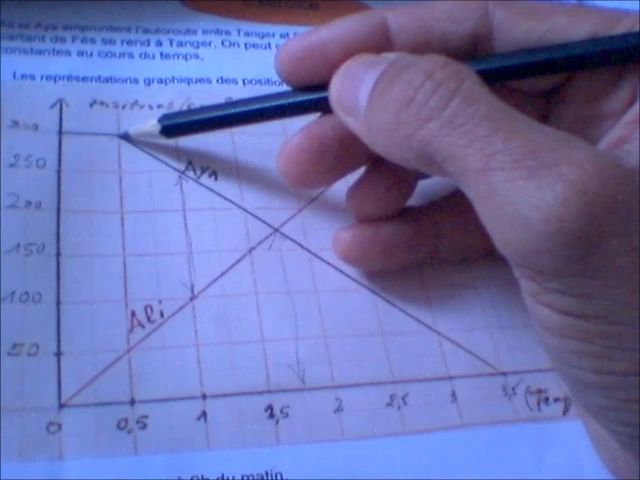 Exercice
Ali et Aya empruntent l'autoroute entre Tanger et
partant de Fès se rend à Tanger, On peut
constantes au cours du temps,
Les représentations graphiques des position
300
250
200
150
100
50
Aya
Ali
0 0,5 1 1,5 2 2,5 3 3,5 (Temp
du matin.